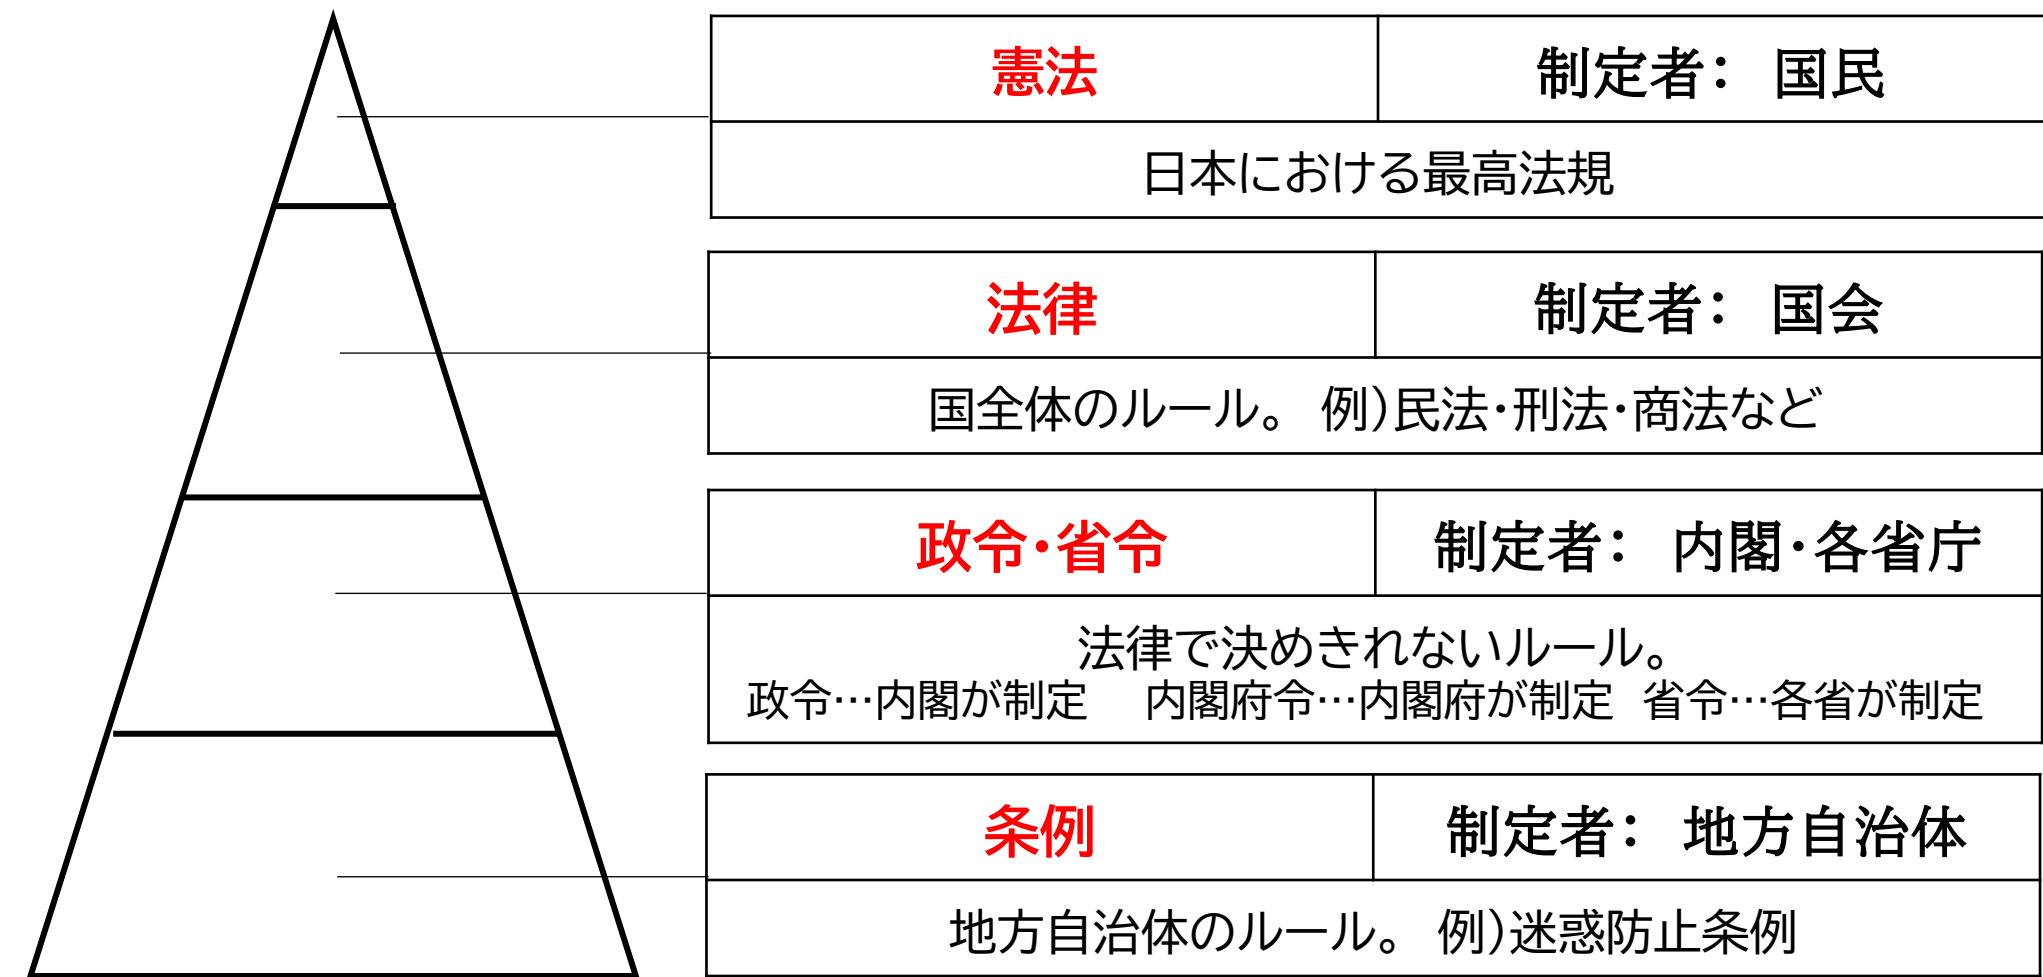 憲法
制定者： 国民
日本における最高法規
法律
制定者： 国会
国全体のルール。 例）民法・刑法・商法など
政令・省令
制定者： 内閣・各省庁
法律で決めきれないルール。
政令…内閣が制定 内閣府令…内閣府が制定 省令…各省が制定
条例
制定者： 地方自治体
地方自治体のルール。 例）迷惑防止条例